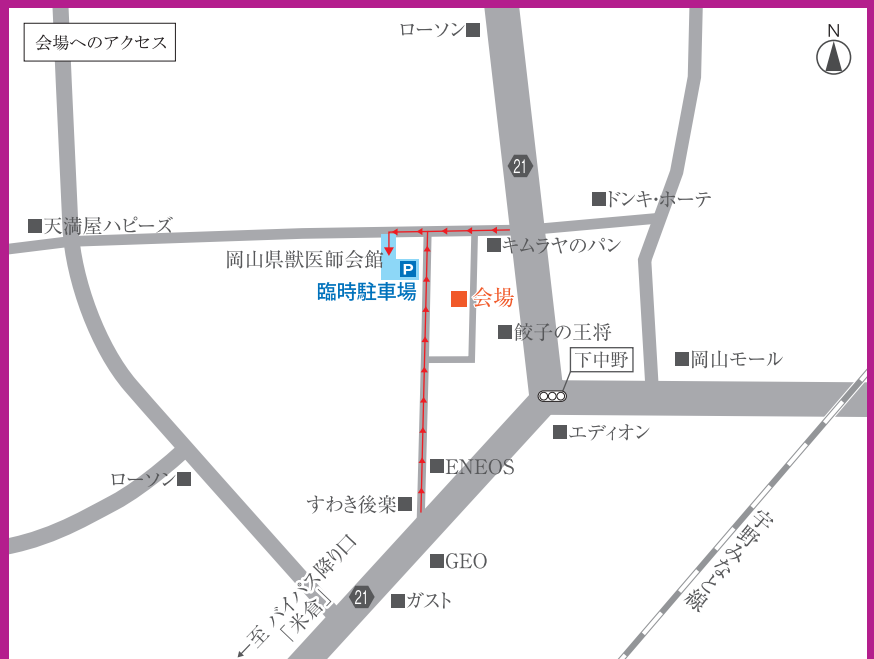 会場へのアクセス
ローソン
N
21
ドンキ・ホーテ
天満屋ハピーズ
キムラヤのパン
岡山県獣医師会館
P
臨時駐車場
会場
餃子の王将
下中野
岡山モール
エディオン
ENEOS
ローソン
すわき後楽
宇野みなと線
GEO
←至 バイパス降り口
「米倉」
21
ガスト